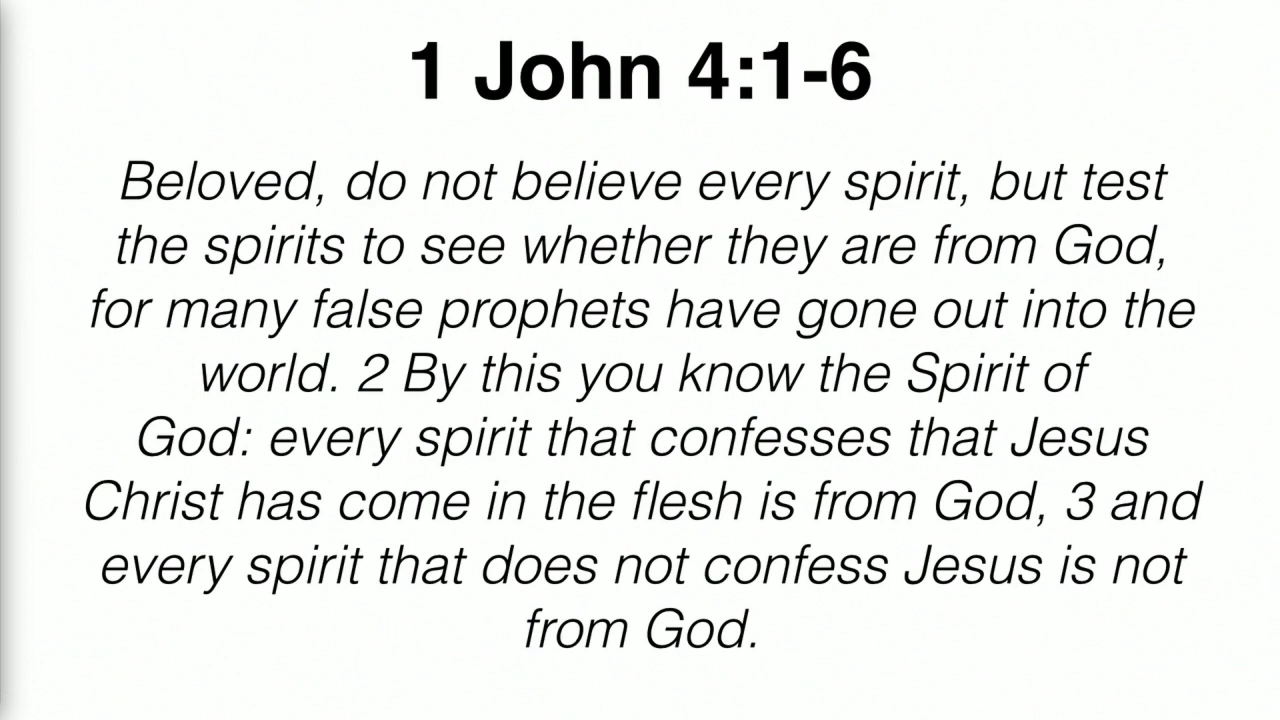 1 John 4:1-6
Beloved, do not believe every spirit, but test
the spirits to see whether they are from God,
for many false prophets have gone out into the
world. 2 By this you know the Spirit of
God: every spirit that confesses that Jesus
Christ has come in the flesh is from God, 3 and
every spirit that does not confess Jesus is not
from God.